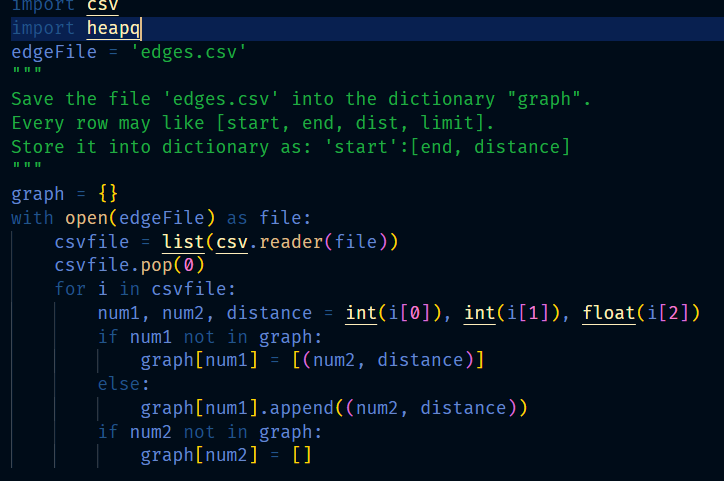 import csv
import heapq
edgeFile = 'edges.csv'
"""
Save the file 'edges.csv' into the dictionary "graph".
Every row may like [start, end, dist, limit].
Store it into dictionary as: 'start':[end, distance]
"""
graph = {}
with open(edgeFile) as file:
    csvfile = list(csv.reader(file))
    csvfile.pop(0)
    for i in csvfile:
        num1, num2, distance = int(i[0]), int(i[1]), float(i[2])
        if num1 not in graph:
            graph[num1] = [(num2, distance)]
        else:
            graph[num1].append((num2, distance))
        if num2 not in graph:
            graph[num2] = []